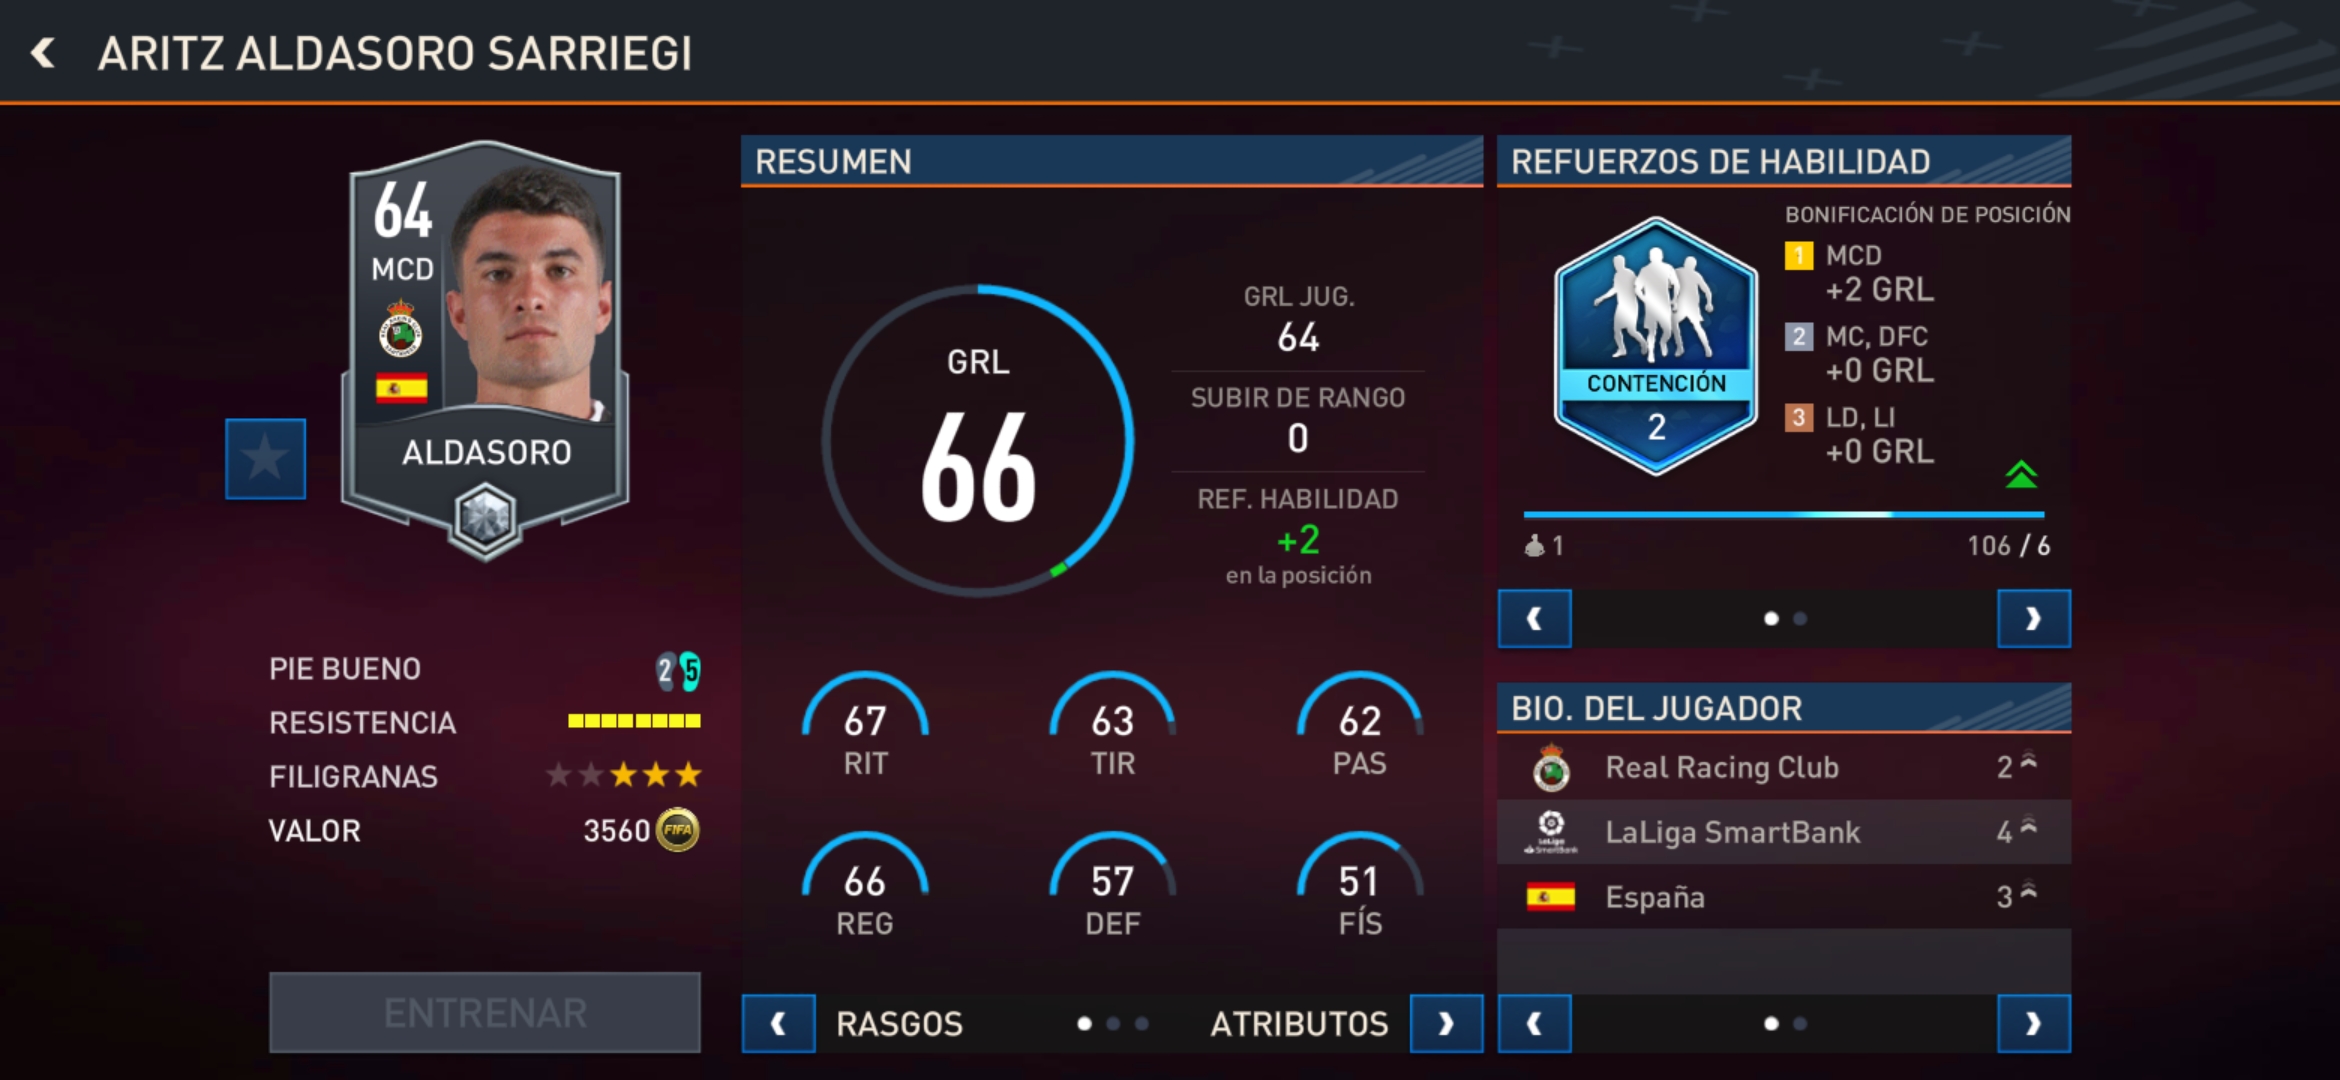 ARITZ ALDASORO SARRIEGI
64
MCD
ALDASORO
PIE BUENO
2 5
RESISTENCIA
FILIGRANAS
VALOR
3560
FIFA
ENTRENAR
RESUMEN
GRL
66
GRL JUG.
64
SUBIR DE RANGO
0
REF. HABILIDAD
+2
en la posición
67
RIT
63
TIR
62
PAS
66
REG
57
DEF
51
FÍS
RASGOS
ATRIBUTOS
REFUERZOS DE HABILIDAD
CONTENCIÓN
2
BONIFICACIÓN DE POSICIÓN
1 MCD
+2 GRL
2 MC, DFC
+0 GRL
3 LD, LI
+0 GRL
1
106 / 6
BIO. DEL JUGADOR
Real Racing Club 2
LaLiga SmartBank 4
LaLiga
SmartBank
España 3